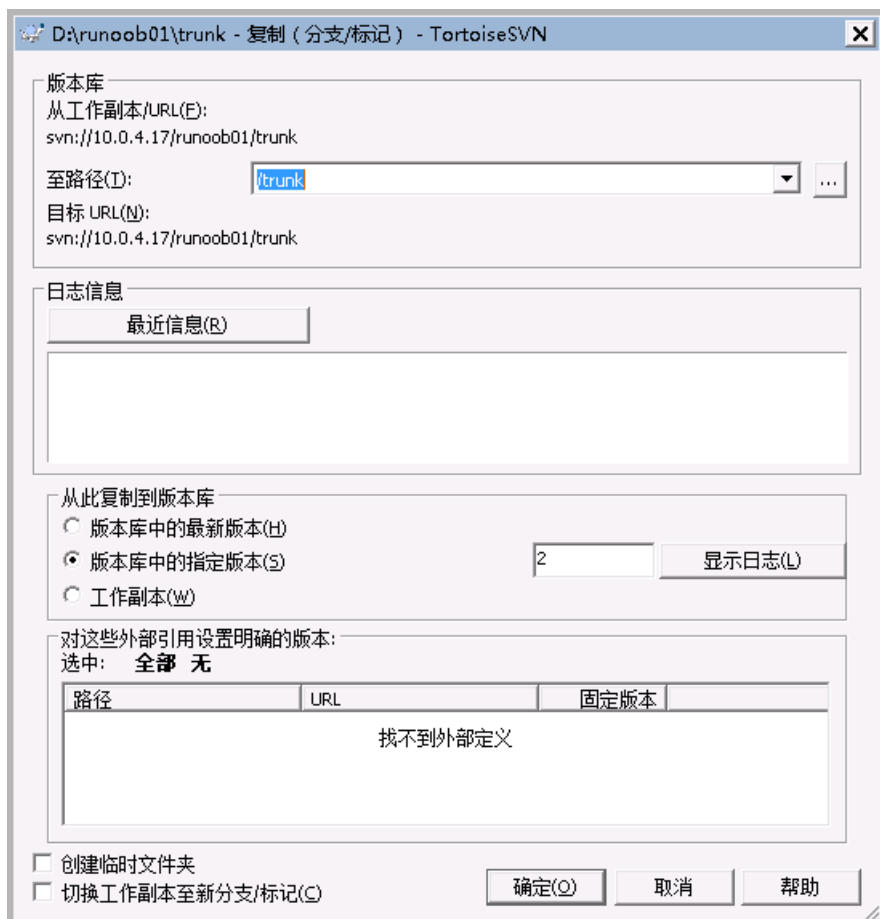 D:\runoob01\trunk - 复制（分支/标记） - TortoiseSVN
版本库
从工作副本/URL(F):
svn://10.0.4.17/runoob01/trunk
至路径(T):
/trunk
...
目标 URL(N):
svn://10.0.4.17/runoob01/trunk
日志信息
最近信息(R)
从此复制到版本库
版本库中的最新版本(H)
版本库中的指定版本(S)
2
显示日志(L)
工作副本(W)
对这些外部引用设置明确的版本:
选中: 全部 无
路径 URL 固定版本
找不到外部定义
创建临时文件夹
切换工作副本至新分支/标记(C)
确定(O) 取消 帮助